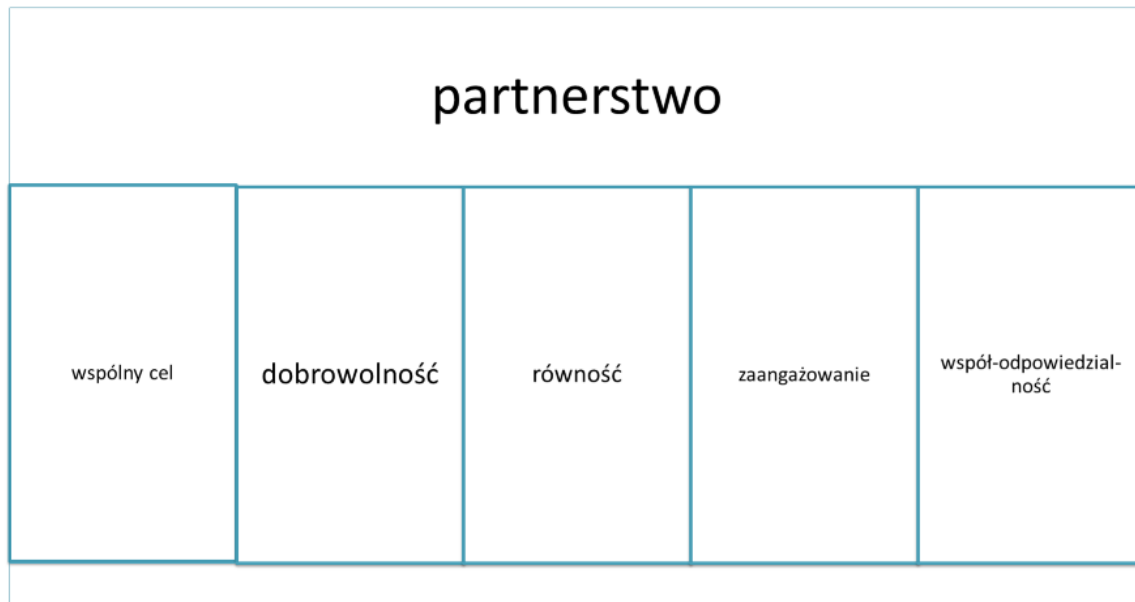 partnerstwo
wspólny cel
dobrowolność
równość
zaangażowanie
współ-odpowiedzial-
ność